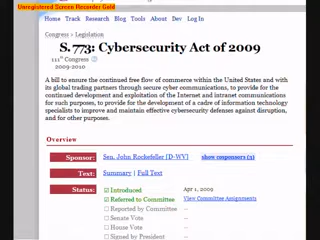 Unregistered Screen Recorder Gold
Home Track Research Blog Tools About Dev Log In
Congress > Legislation
S. 773: Cybersecurity Act of 2009
111th Congress
2009-2010
A bill to ensure the continued free flow of commerce within the United States and with
its global trading partners through secure cyber communications, to provide for the
continued development and exploitation of the Internet and intranet communications
for such purposes, to provide for the development of a cadre of information technology
specialists to improve and maintain effective cybersecurity defenses against disruption,
and for other purposes.
Overview
Sponsor: Sen. John Rockefeller [D-WV] show cosponsors (3)
Text: Summary | Full Text
Status: Introduced Apr 1, 2009
Referred to Committee View Committee Assignments
Reported by Committee
Senate Vote
House Vote
Signed by President